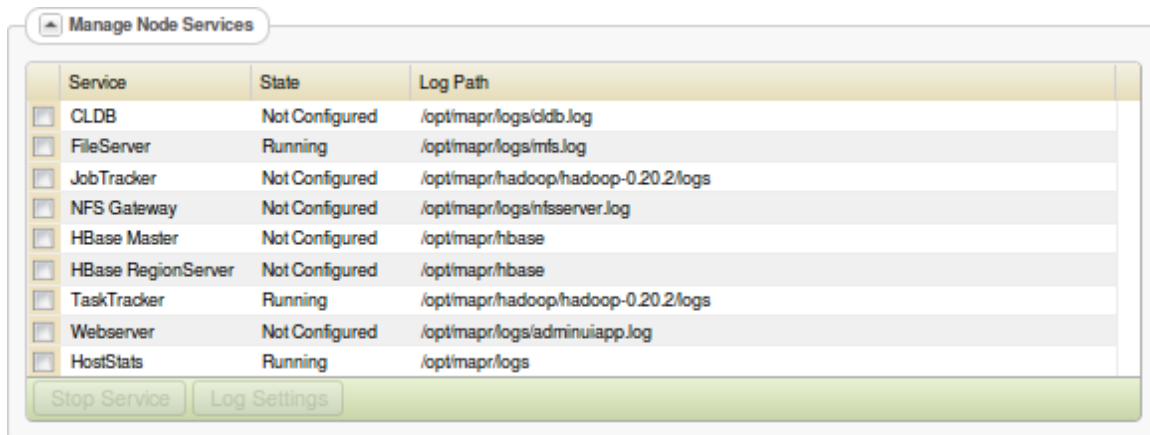 Manage Node Services
Service State Log Path
CLDB Not Configured /opt/mapr/logs/cldb.log
FileServer Running /opt/mapr/logs/mfs.log
JobTracker Not Configured /opt/mapr/hadoop/hadoop-0.20.2/logs
NFS Gateway Not Configured /opt/mapr/logs/nfsserver.log
HBase Master Not Configured /opt/mapr/hbase
HBase RegionServer Not Configured /opt/mapr/hbase
TaskTracker Running /opt/mapr/hadoop/hadoop-0.20.2/logs
Webserver Not Configured /opt/mapr/logs/adminuiapp.log
HostStats Running /opt/mapr/logs
Stop Service Log Settings